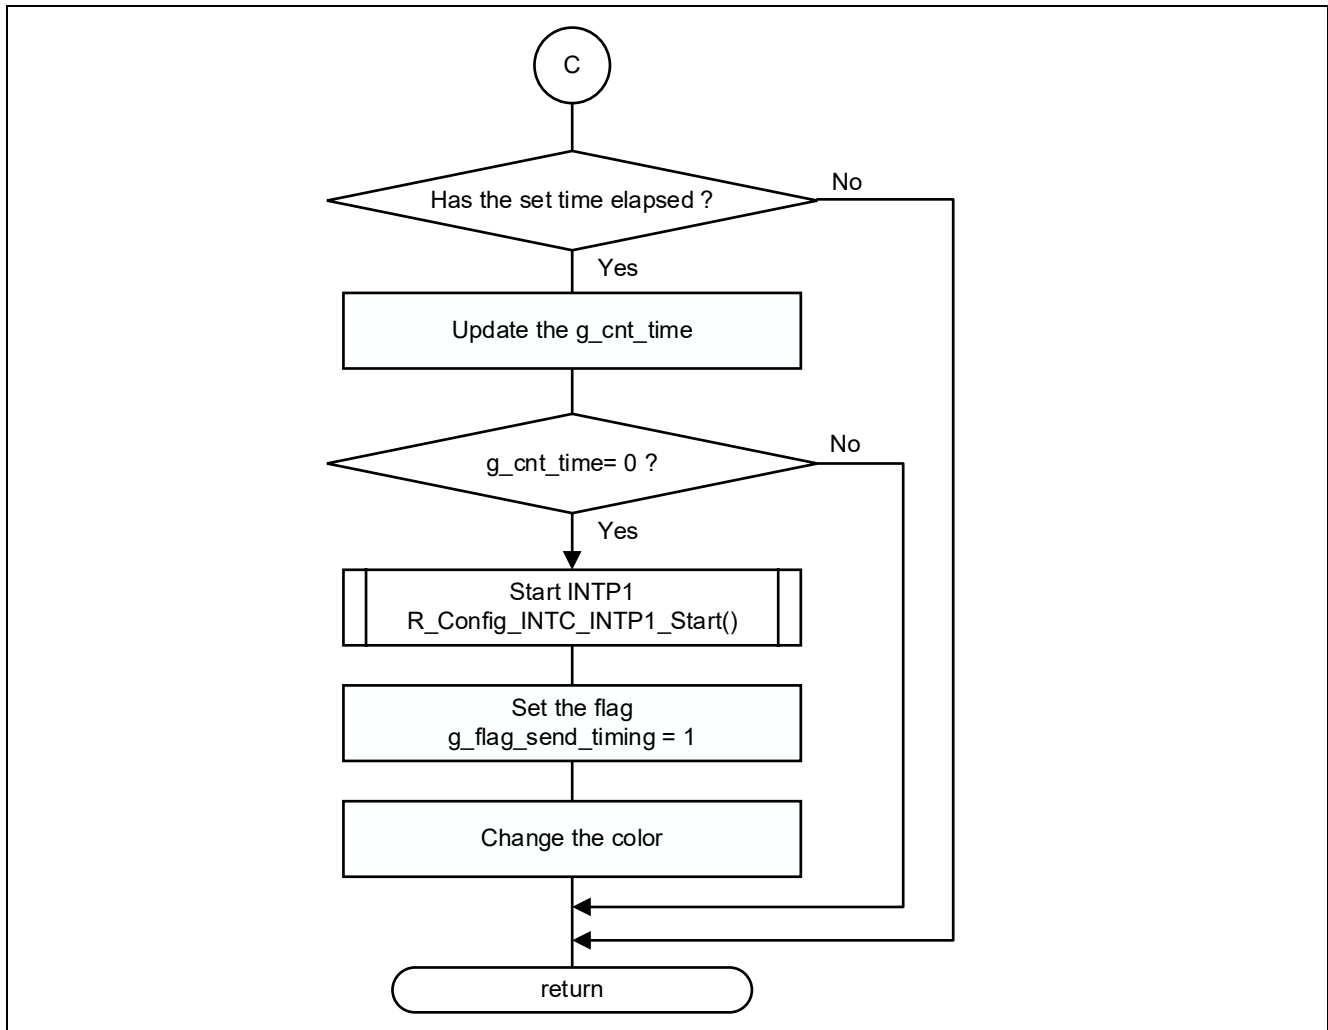 C
Has the set time elapsed ?
No
Yes
Update the g_cnt_time
g_cnt_time= 0 ?
No
Yes
Start INTP1
R_Config_INTC_INTP1_Start()
Set the flag
g_flag_send_timing = 1
Change the color
return